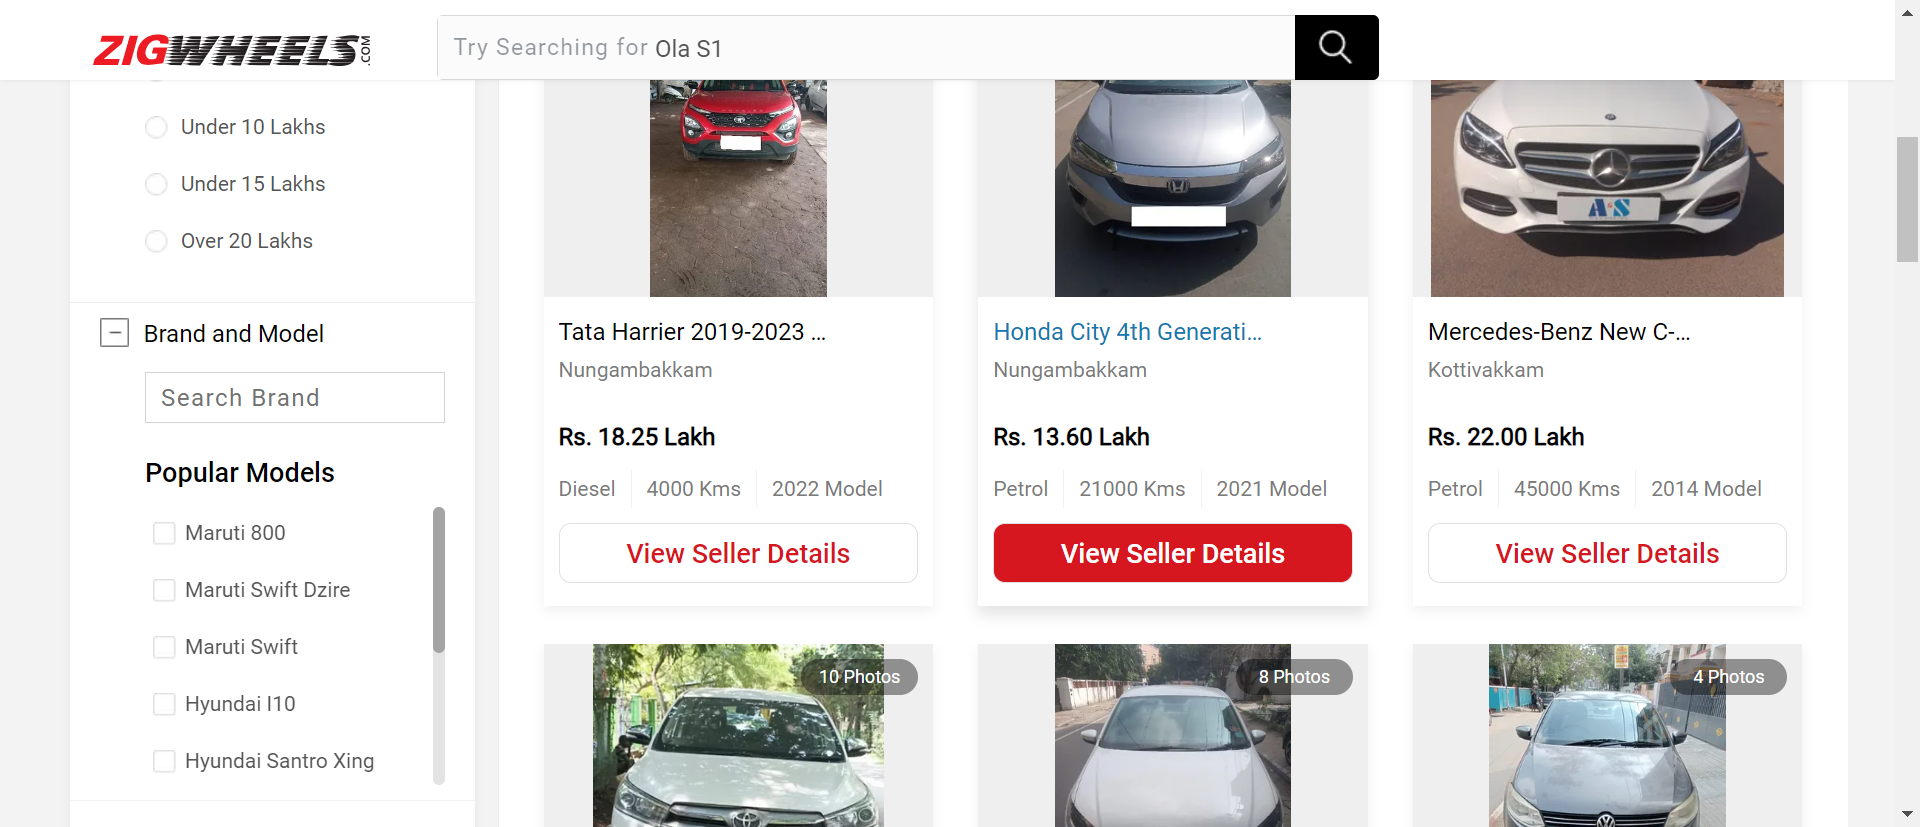 ZIGWHEELS.COM
Try Searching for Ola S1
Under 10 Lakhs
Under 15 Lakhs
Over 20 Lakhs
Brand and Model
Search Brand
Popular Models
Maruti 800
Maruti Swift Dzire
Maruti Swift
Hyundai I10
Hyundai Santro Xing
A&S
Tata Harrier 2019-2023 ...
Nungambakkam
Rs. 18.25 Lakh
Diesel 4000 Kms 2022 Model
View Seller Details
Honda City 4th Generati...
Nungambakkam
Rs. 13.60 Lakh
Petrol 21000 Kms 2021 Model
View Seller Details
Mercedes-Benz New C-...
Kottivakkam
Rs. 22.00 Lakh
Petrol 45000 Kms 2014 Model
View Seller Details
10 Photos
8 Photos
4 Photos